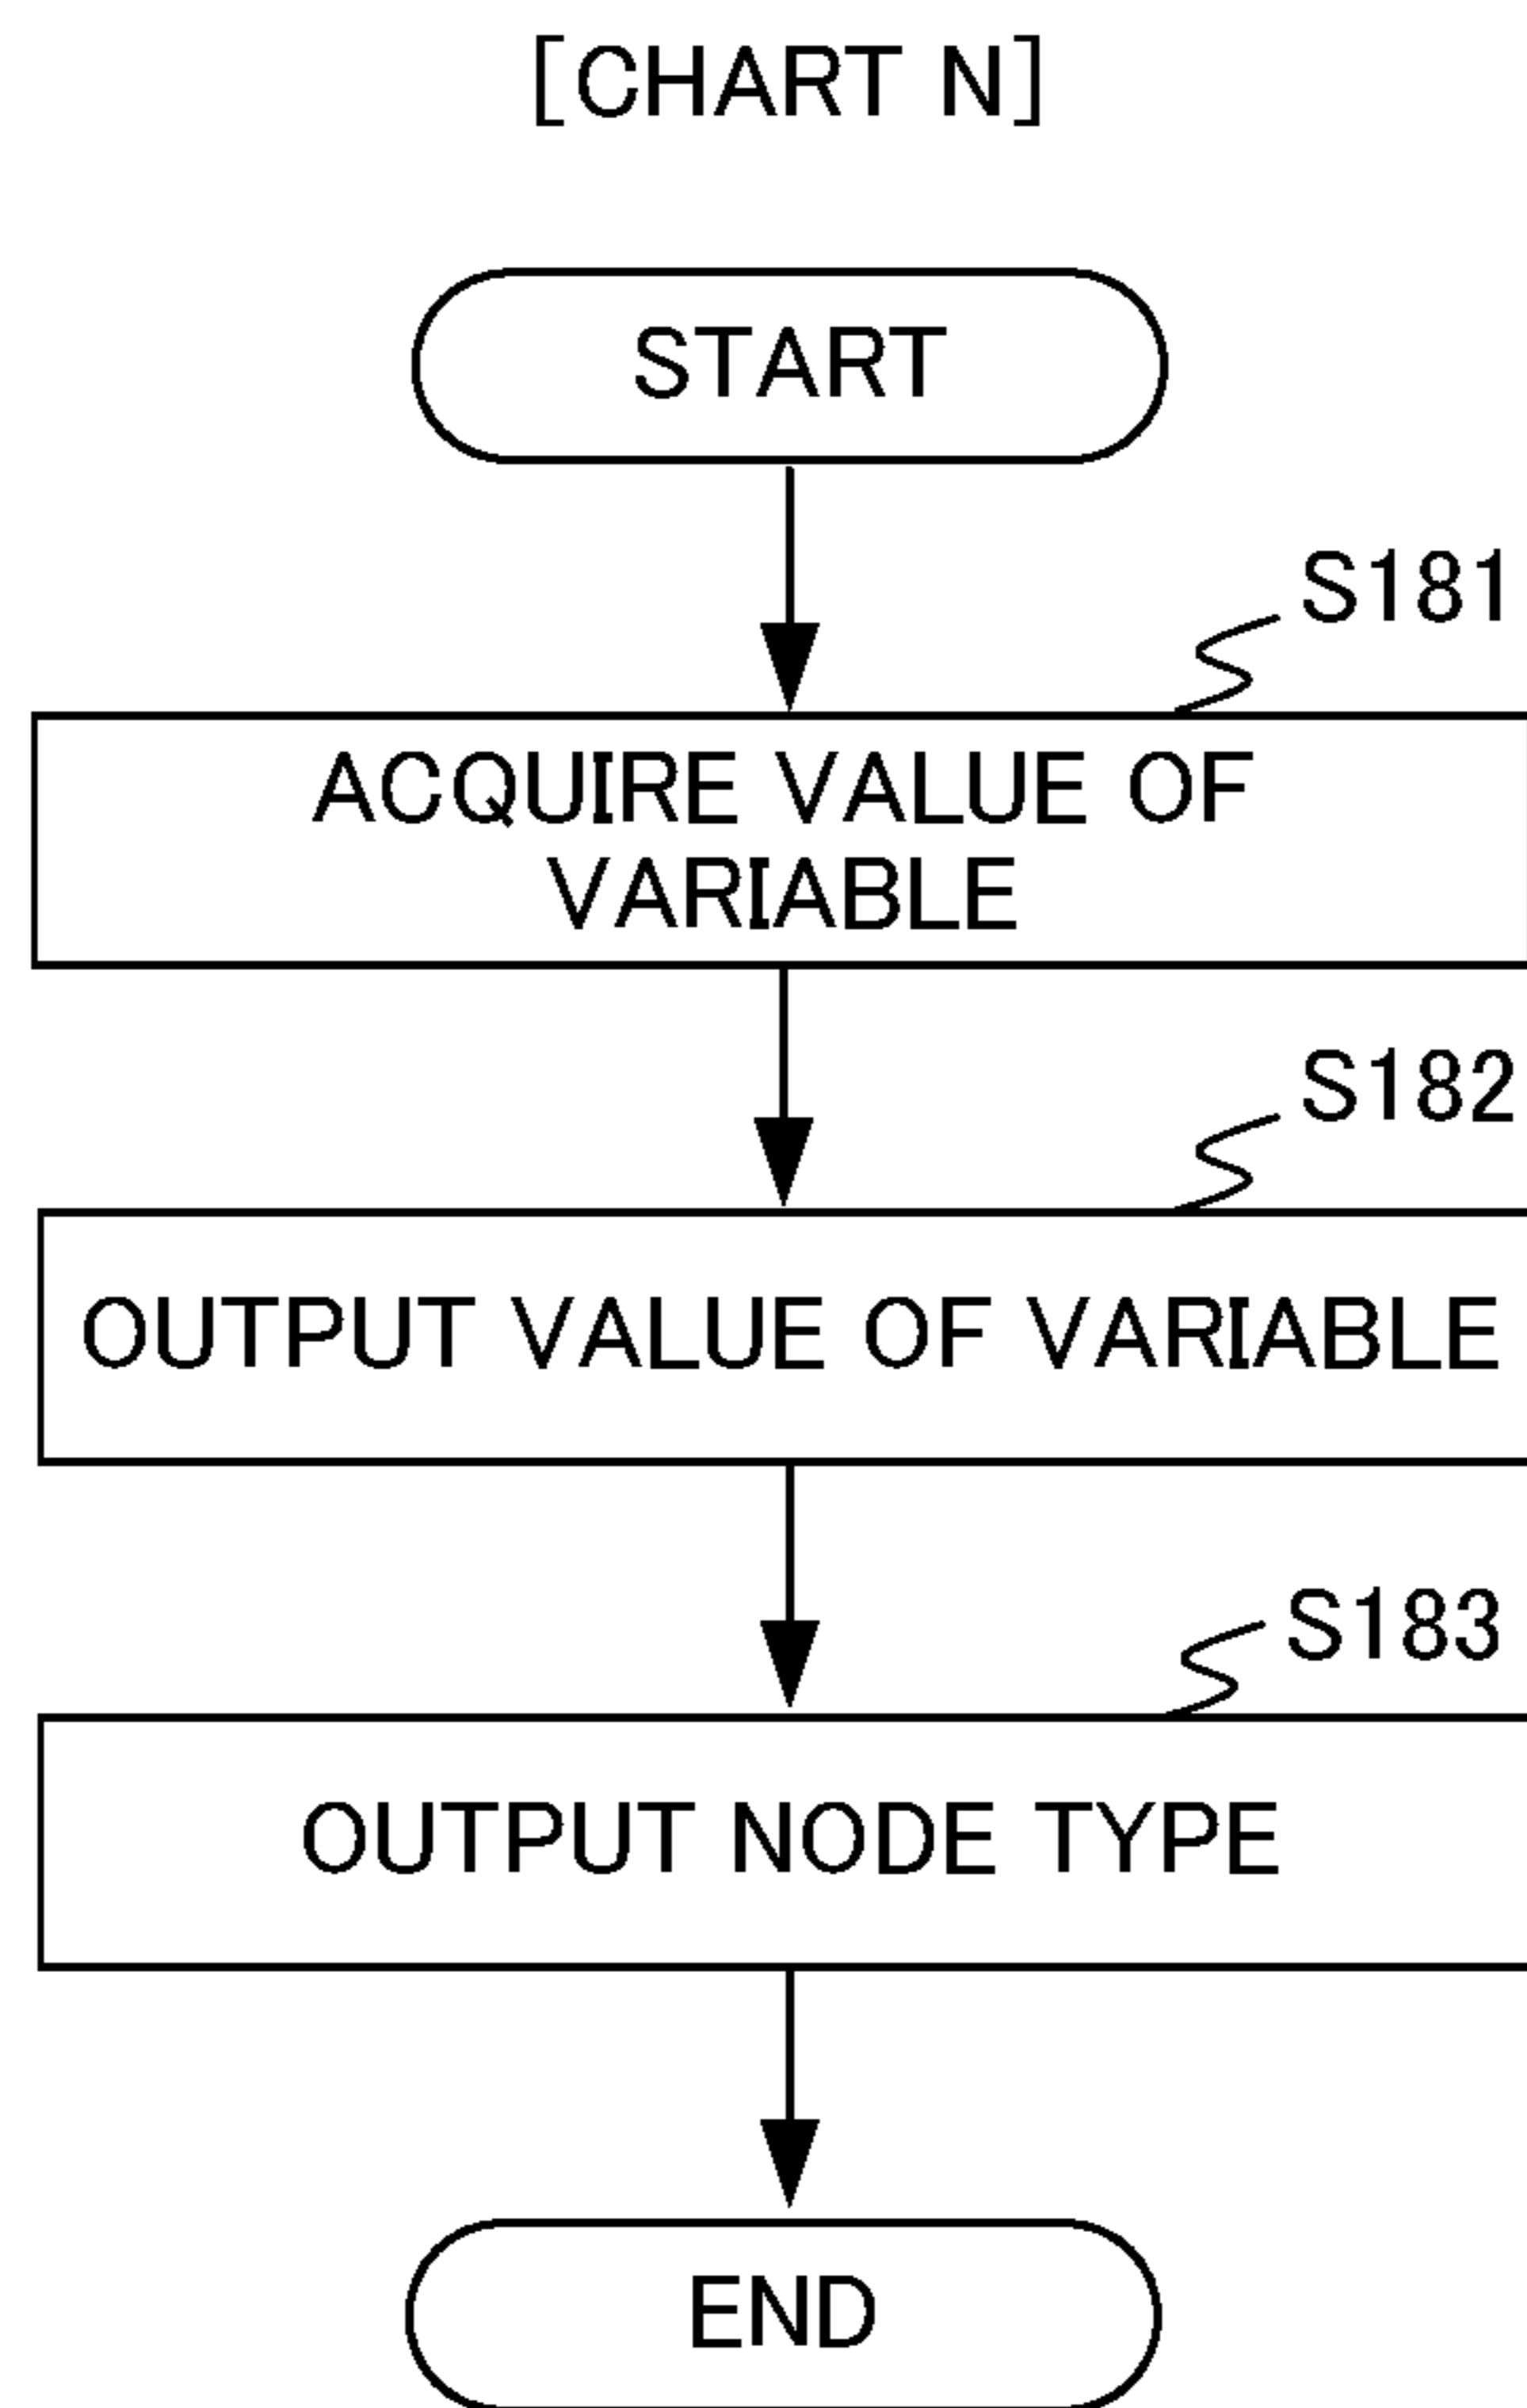 [CHART N]
START
S181
ACQUIRE VALUE OF
VARIABLE
S182
OUTPUT VALUE OF VARIABLE
S183
OUTPUT NODE TYPE
END